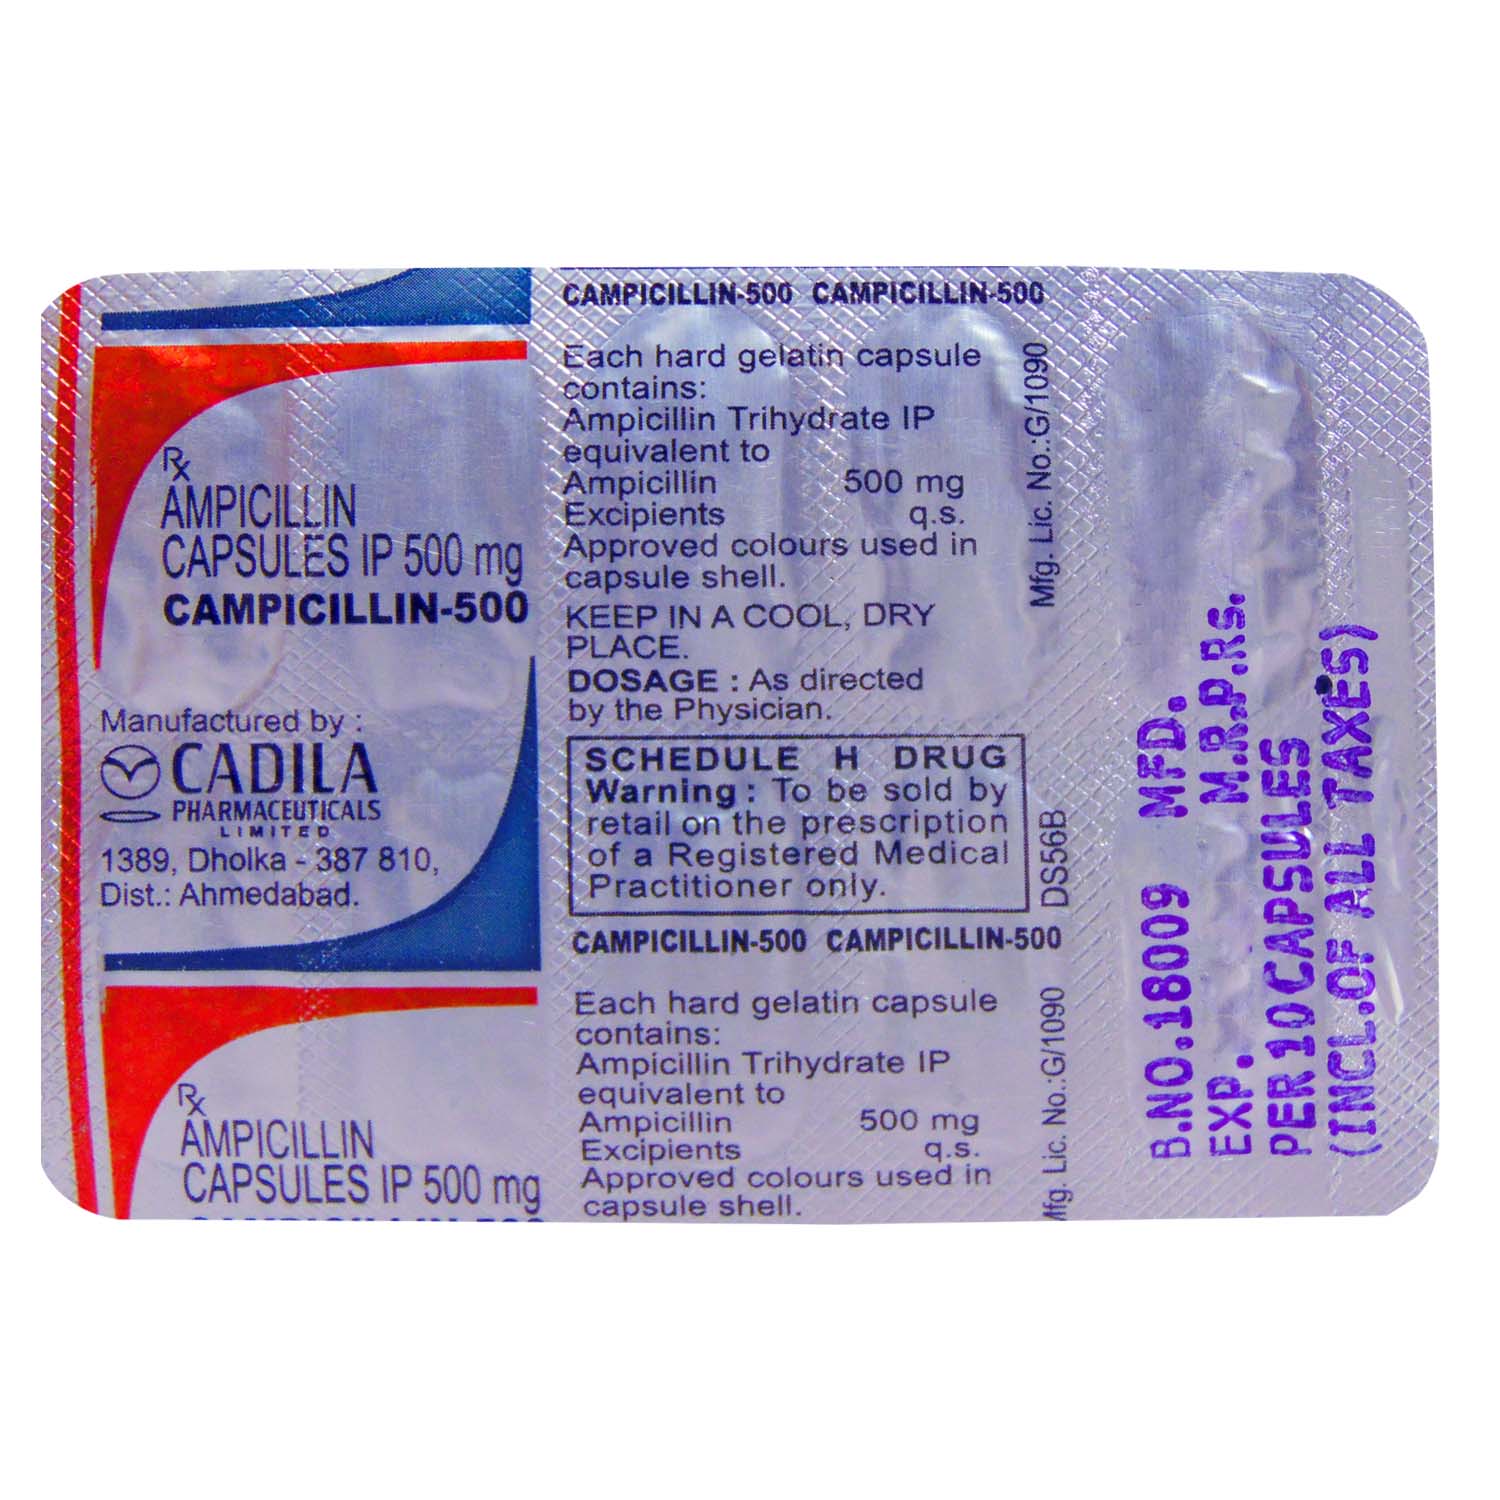 Rx
AMPICILLIN
CAPSULES IP 500 mg
CAMPICILLIN-500
Manufactured by :
CADILA
PHARMACEUTICALS
LIMITED
1389, Dholka - 387 810,
Dist.: Ahmedabad.
Rx
AMPICILLIN
CAPSULES IP 500 mg
CAMPICILLIN-500 CAMPICILLIN-500
Each hard gelatin capsule
contains:
Ampicillin Trihydrate IP
equivalent to
Ampicillin 500 mg
Excipients q.s.
Approved colours used in
capsule shell.
KEEP IN A COOL, DRY
PLACE.
DOSAGE : As directed
by the Physician.
SCHEDULE H DRUG
Warning : To be sold by
retail on the prescription
of a Registered Medical
Practitioner only.
CAMPICILLIN-500 CAMPICILLIN-500
Each hard gelatin capsule
contains:
Ampicillin Trihydrate IP
equivalent to
Ampicillin 500 mg
Excipients q.s.
Approved colours used in
capsule shell.
Mfg. Lic. No.:G/1090
DS56B
Mfg. Lic. No.:G/1090
B.NO.18009 MFD.
EXP. M.R.P.Rs.
PER 10 CAPSULES
(INCL.OF ALL TAXES)